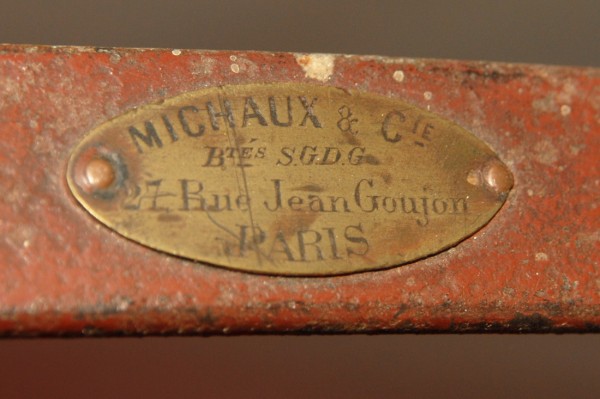 MICHAUX & CIE
BTÉS S.G.D.G
27 Rue Jean Goujon
PARIS